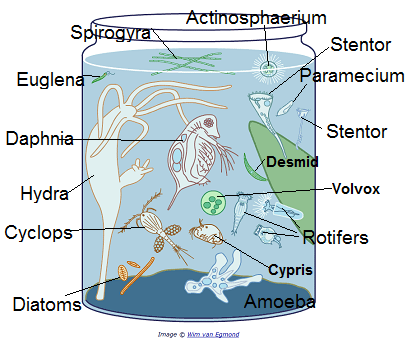 Actinosphaerium
Spirogyra
Stentor
Euglena
Paramecium
Daphnia
Stentor
Desmid
Hydra
Volvox
Cyclops
Rotifers
Cypris
Diatoms
Amoeba
Image © Wim van Egmond